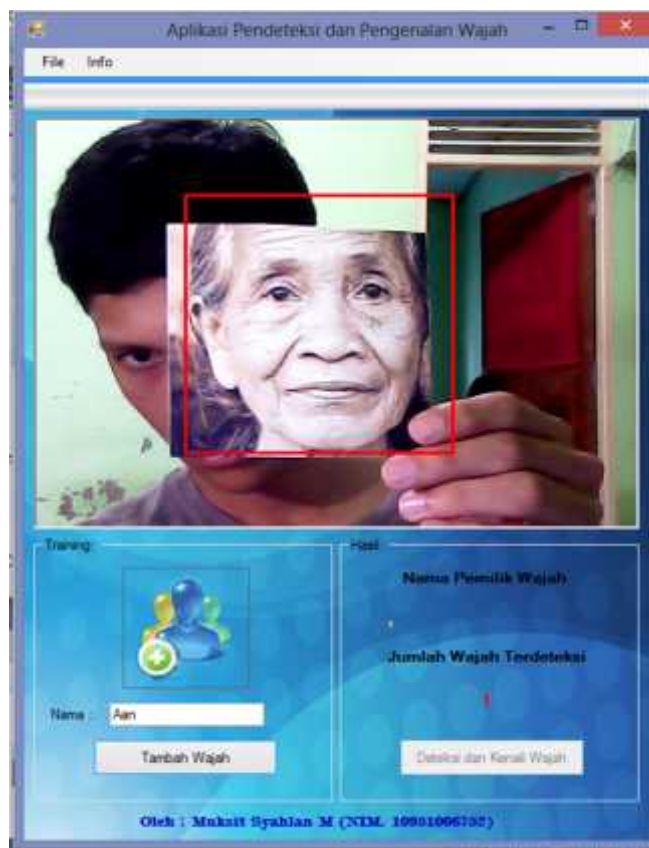 Aplikasi Pendeteksi dan Pengenalan Wajah
File Info
Training:
Nama : Aan
Tambah Wajah
Hasil:
Nama Pemilik Wajah
Jumlah Wajah Terdeteksi
1
Deteksi dan Kenali Wajah
Oleh : Muksit Syahlan M (NIM.